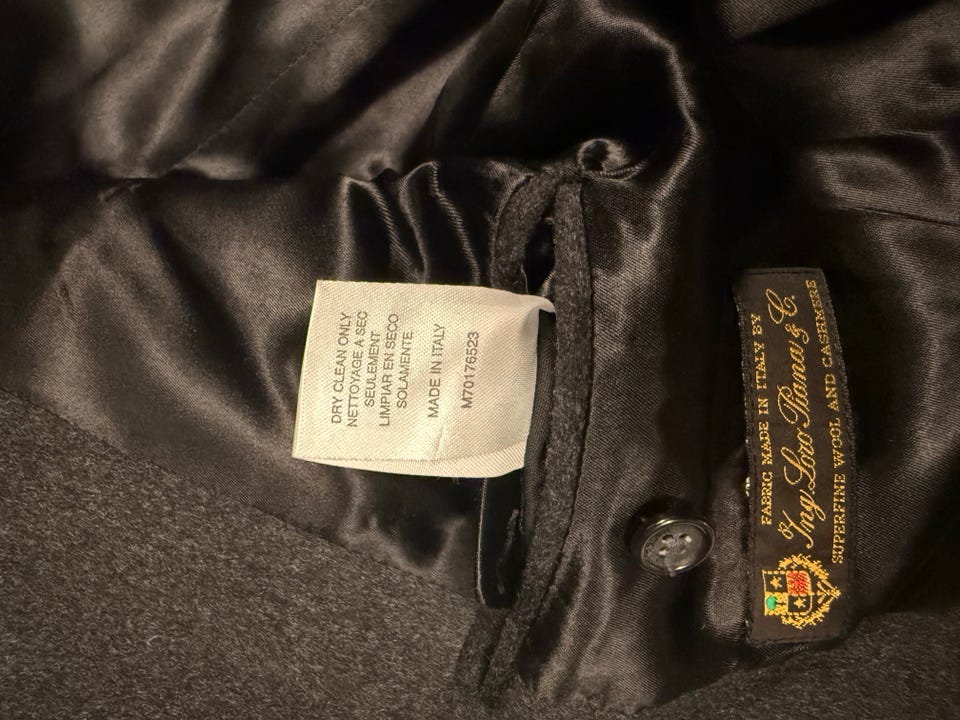 DRY CLEAN ONLY
NETTOYAGE A SEC
SEULEMENT
LIMPIAR EN SECO
SOLAMENTE
MADE IN ITALY
M70176523
FABRIC MADE IN ITALY BY
Ing. Loro Piana & C.
SUPERFINE WOOL AND CASHMERE